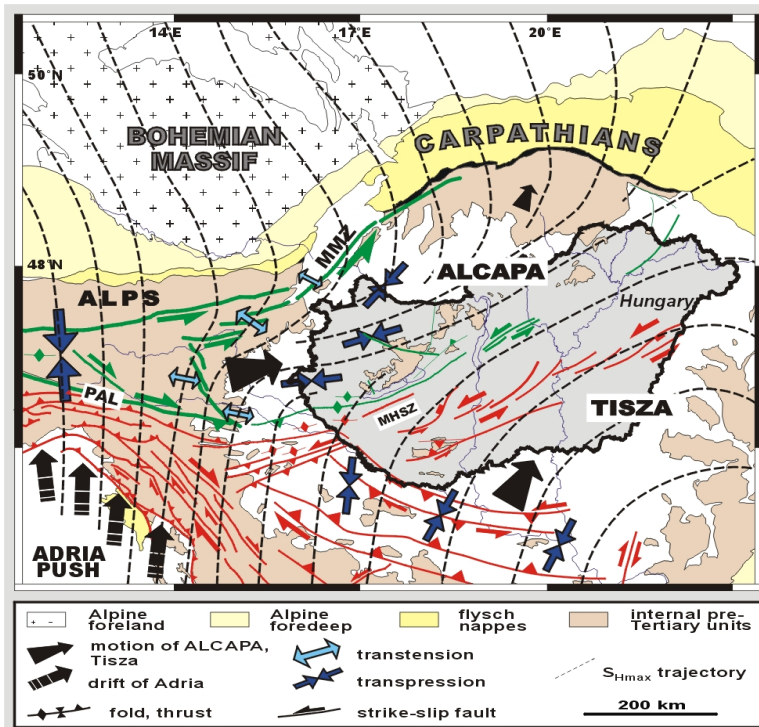 14°E
17°E
20°E
50°N
BOHEMIAN
MASSIF
CARPATHIANS
MMZ
48°N
ALCAPA
ALPS
Hungary
PAL
MHSZ
TISZA
ADRIA
PUSH
Alpine
foreland
Alpine
foredeep
flysch
nappes
internal pre-
Tertiary units
motion of ALCAPA,
Tisza
transtension
drift of Adria
transpression
SHmax trajectory
fold, thrust
strike-slip fault
200 km